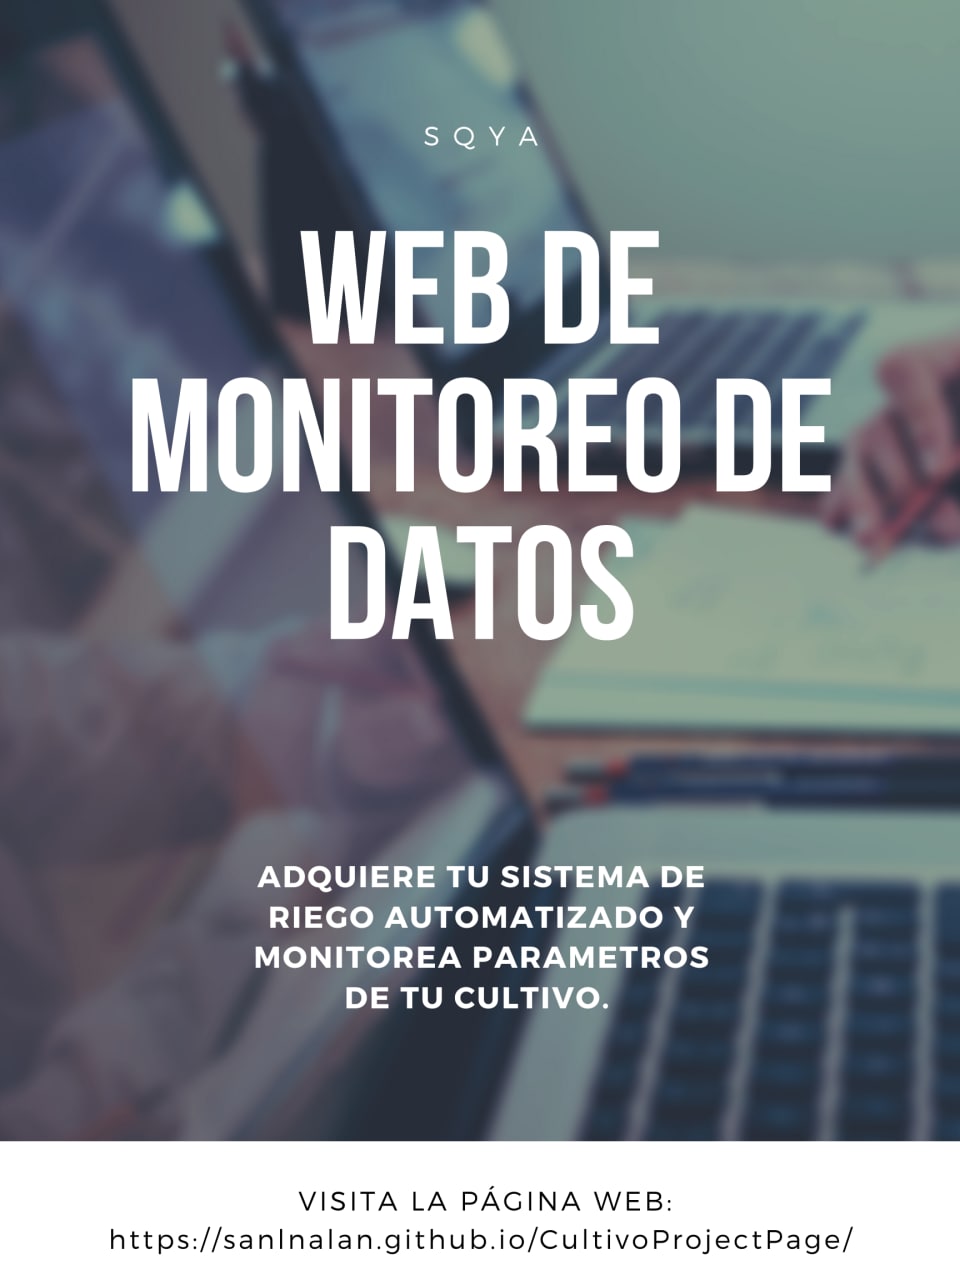 SQYA
WEB DE
MONITOREO DE
DATOS
ADQUIERE TU SISTEMA DE
RIEGO AUTOMATIZADO Y
MONITOREA PARAMETROS
DE TU CULTIVO.
VISITA LA PÁGINA WEB:
https://sanlnalan.github.io/CultivoProjectPage/